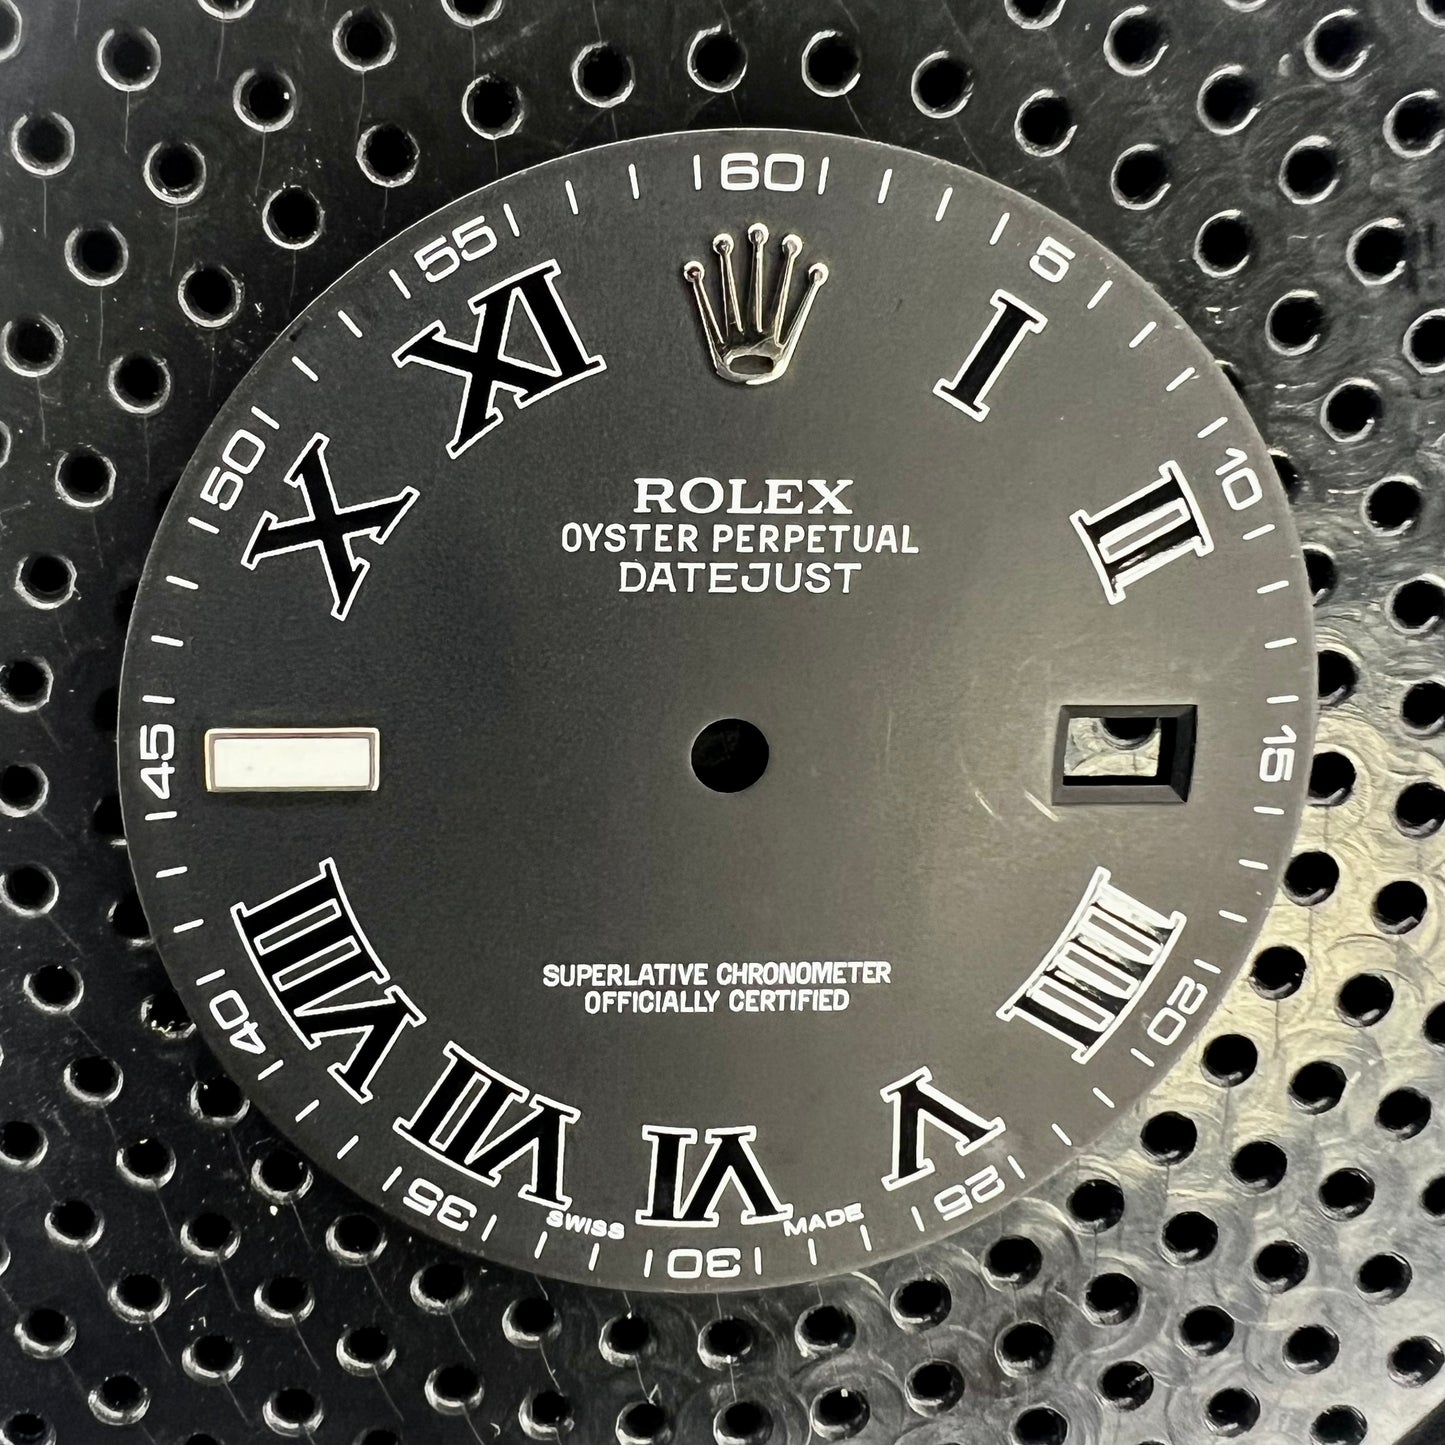 60
5
10
15
20
25
30
35
40
45
50
55
I
II
IIII
V
VI
VII
VIII
X
XI
ROLEX
OYSTER PERPETUAL
DATEJUST
SUPERLATIVE CHRONOMETER
OFFICIALLY CERTIFIED
SWISS MADE